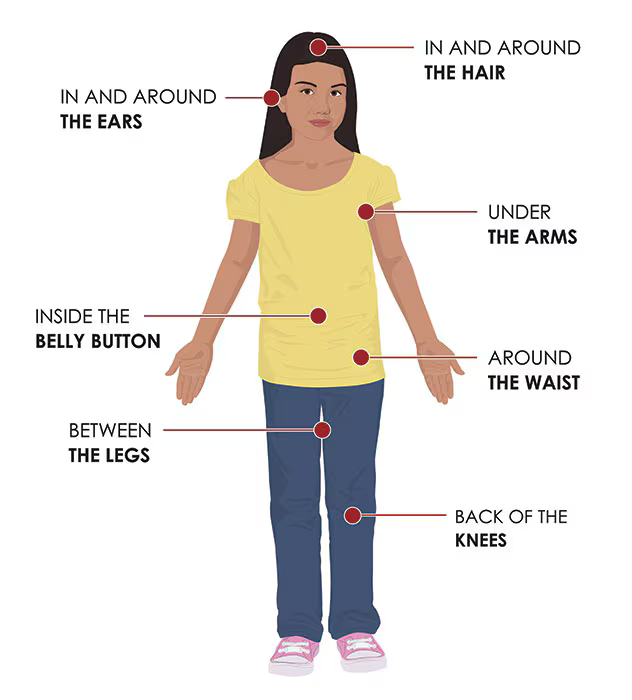 IN AND AROUND
THE HAIR
IN AND AROUND
THE EARS
UNDER
THE ARMS
INSIDE THE
BELLY BUTTON
AROUND
THE WAIST
BETWEEN
THE LEGS
BACK OF THE
KNEES